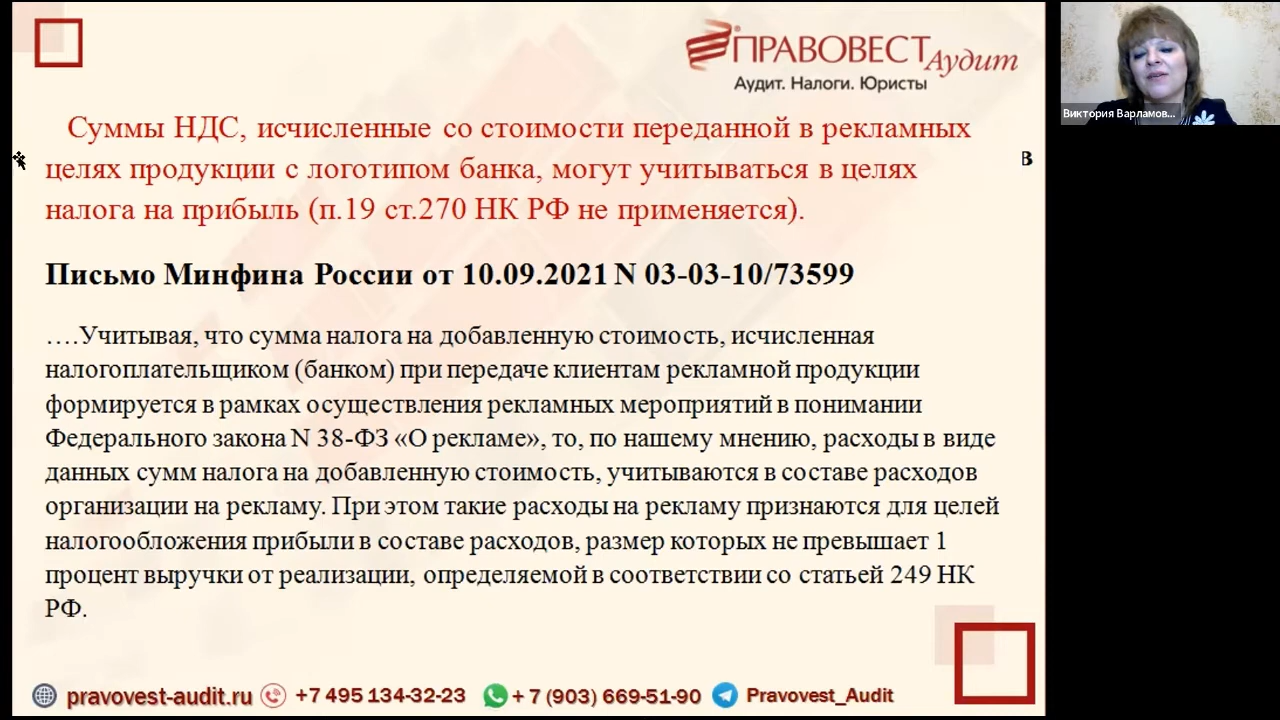 ПРАВОВЕСТ Аудит
Аудит. Налоги. Юристы
Виктория Варламов...
Суммы НДС, исчисленные со стоимости переданной в рекламных
целях продукции с логотипом банка, могут учитываться в целях
налога на прибыль (п.19 ст.270 НК РФ не применяется).
в
Письмо Минфина России от 10.09.2021 N 03-03-10/73599
….Учитывая, что сумма налога на добавленную стоимость, исчисленная
налогоплательщиком (банком) при передаче клиентам рекламной продукции
формируется в рамках осуществления рекламных мероприятий в понимании
Федерального закона N 38-ФЗ «О рекламе», то, по нашему мнению, расходы в виде
данных сумм налога на добавленную стоимость, учитываются в составе расходов
организации на рекламу. При этом такие расходы на рекламу признаются для целей
налогообложения прибыли в составе расходов, размер которых не превышает 1
процент выручки от реализации, определяемой в соответствии со статьей 249 НК
РФ.
pravovest-audit.ru +7 495 134-32-23 + 7 (903) 669-51-90 Pravovest_Audit